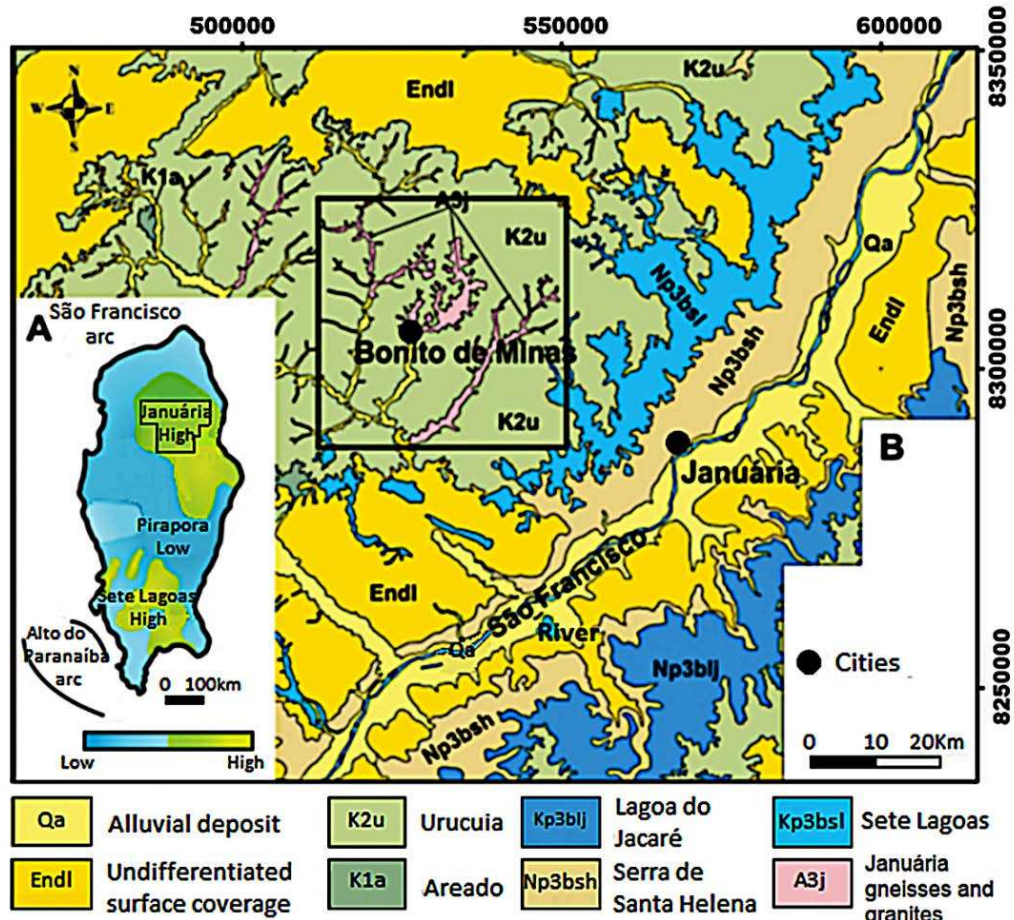 500000 550000 6000000
8350000
8300000
8250000
N
W E
S
K2u
Endl
K1a
A3j
K2u
Qa
Np3bsl
Endl
Np3bsh
Np3bsh
Bonito de Minas
K2u
Januária
Endl
São Francisco
River
Qa
Np3blj
Np3bsh
A
São Francisco
arc
Januária
High
Pirapora
Low
Sete Lagoas
High
Alto do
Paranaíba
arc
0 100km
Low High
B
Cities
0 10 20Km
Qa Alluvial deposit
Endl Undifferentiated
surface coverage
K2u Urucuia
K1a Areado
Kp3blj Lagoa do
Jacaré
Np3bsh Serra de
Santa Helena
Kp3bsl Sete Lagoas
A3j Januária
gneisses and
granites